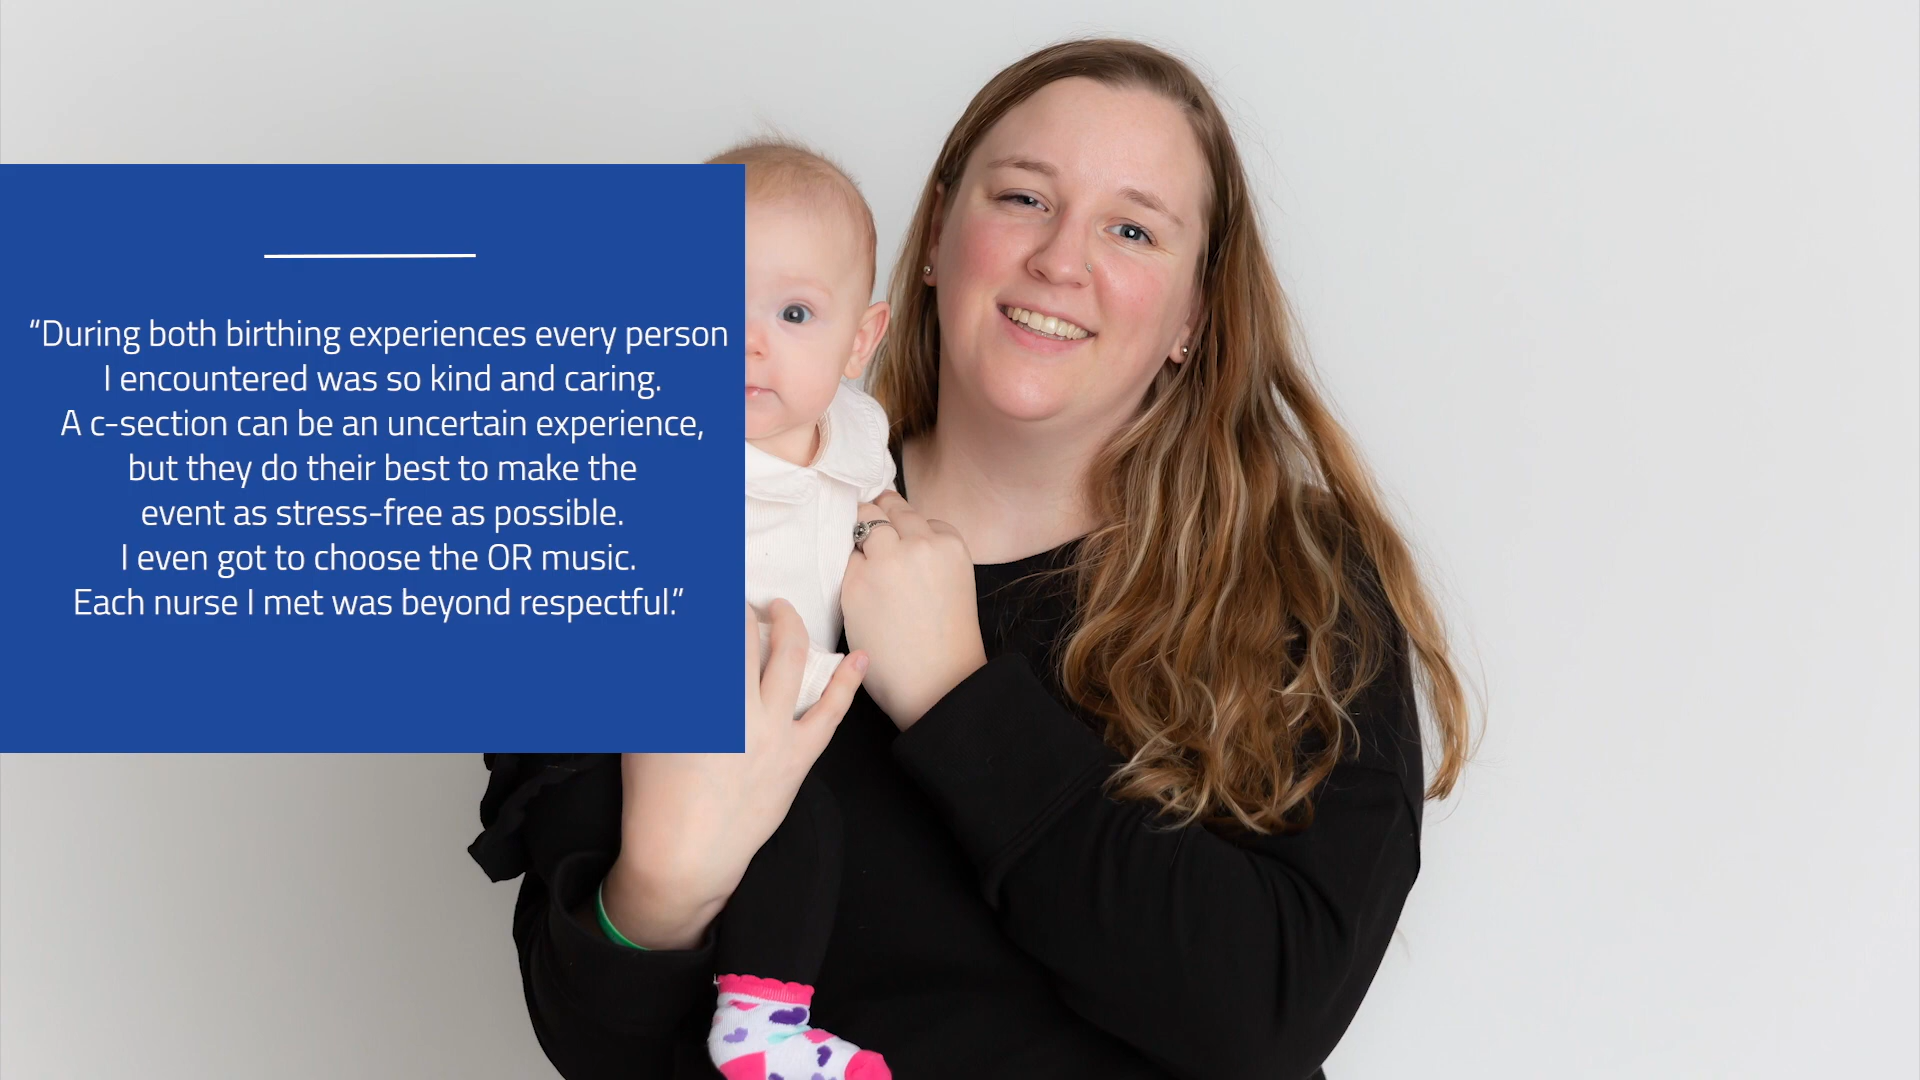 “During both birthing experiences every person
I encountered was so kind and caring.
A c-section can be an uncertain experience,
but they do their best to make the
event as stress-free as possible.
I even got to choose the OR music.
Each nurse I met was beyond respectful.”